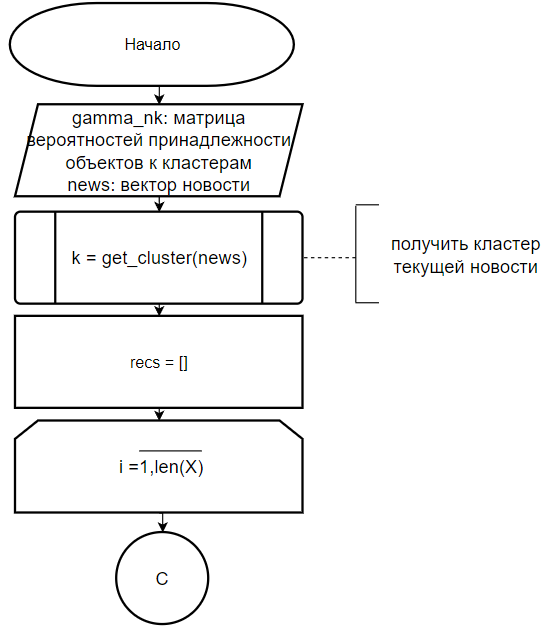 Начало
gamma_nk: матрица
вероятностей принадлежности
объектов к кластерам
news: вектор новости
k = get_cluster(news)
получить кластер
текущей новости
recs = []
i =1,len(X)
C